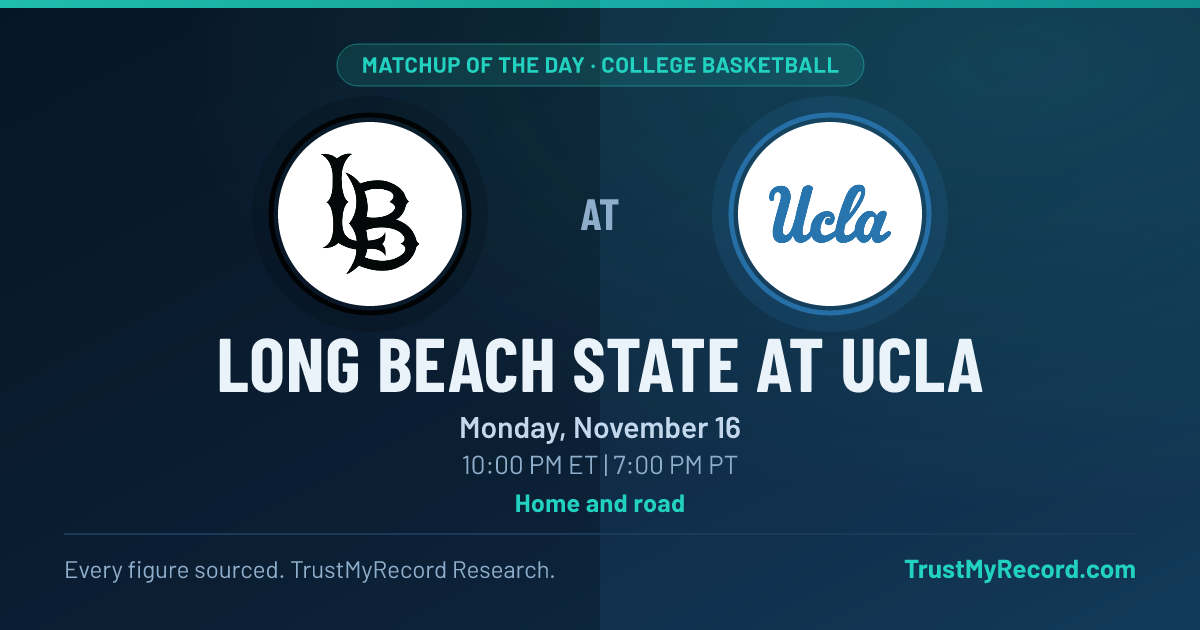 MATCHUP OF THE DAY · COLLEGE BASKETBALL
LB
AT
Ucla
LONG BEACH STATE AT UCLA
Monday, November 16
10:00 PM ET | 7:00 PM PT
Home and road
Every figure sourced. TrustMyRecord Research.
TrustMyRecord.com